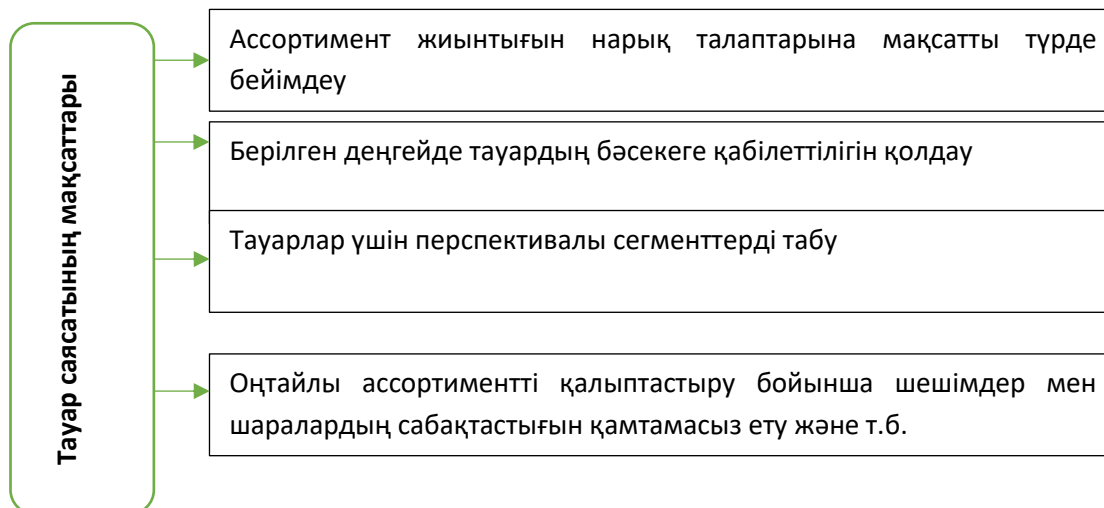 Тауар саясатының мақсаттары
Ассортимент жиынтығын нарық талаптарына мақсатты түрде
бейімдеу
Берілген деңгейде тауардың бәсекеге қабілеттілігін қолдау
Тауарлар үшін перспективалы сегменттерді табу
Оңтайлы ассортиментті қалыптастыру бойынша шешімдер мен
шаралардың сабақтастығын қамтамасыз ету және т.б.